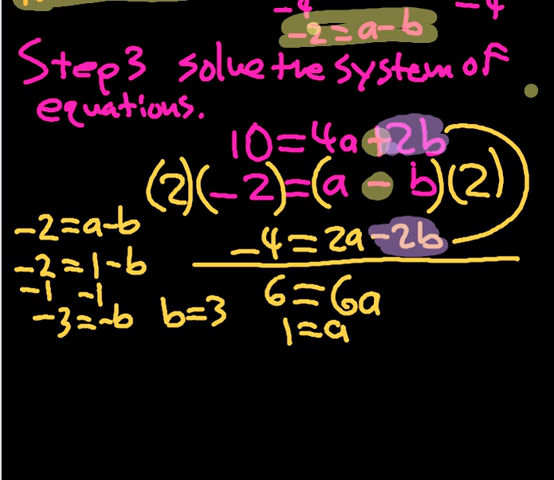 -4 -4
-2=a-b
Step3 solve the system of
equations.
10=4a+2b
(2)(-2)=(a-b)(2)
-4=2a-2b
6=6a
1=a
-2=a-b
-2=1-b
-1 -1
-3=-b b=3